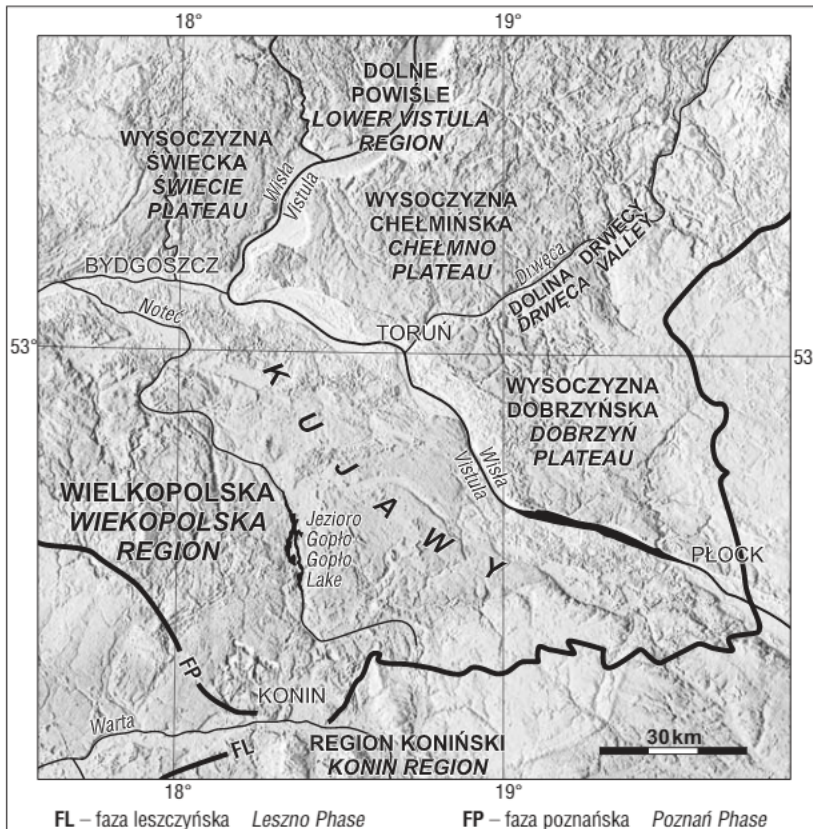 18°
19°
DOLNE
POWIŚLE
LOWER VISTULA
REGION
WYSOCZYZNA
ŚWIECKA
ŚWIECIE
PLATEAU
Wisła
Vistula
WYSOCZYZNA
CHEŁMIŃSKA
CHEŁMNO
PLATEAU
BYDGOSZCZ
Drwęca
DOLINA DRWĘCY
DRWĘCA VALLEY
Noteć
TORUŃ
53°
53
KUJAWY
WYSOCZYZNA
DOBRZYŃSKA
DOBRZYŃ
PLATEAU
Wisła
Vistula
WIELKOPOLSKA
WIEKOPOLSKA
REGION
Jezioro
Gopło
Gopło
Lake
PŁOCK
FP
KONIN
Warta
FL
REGION KONIŃSKI
KONIN REGION
30 km
18°
19°
FL – faza leszczyńska Leszno Phase FP – faza poznańska Poznań Phase